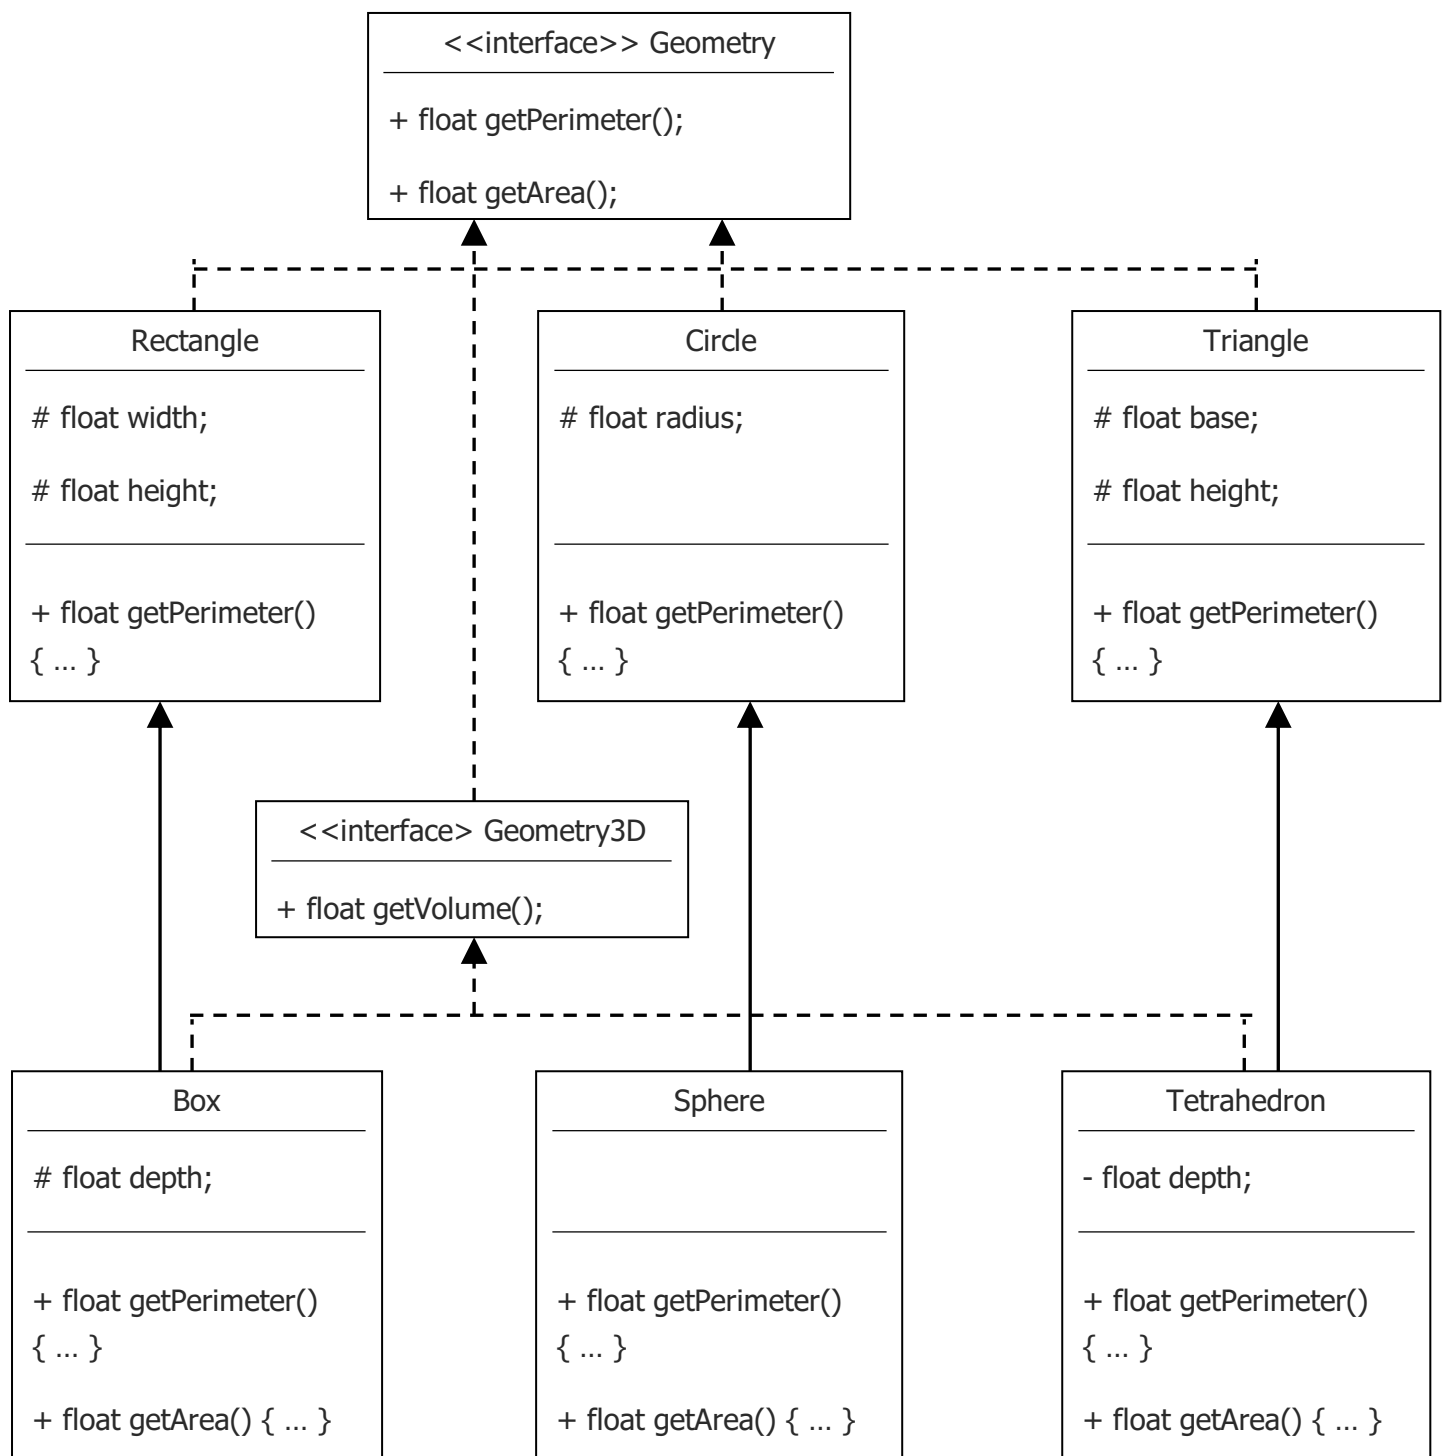 <<interface>> Geometry
+ float getPerimeter();
+ float getArea();
Rectangle
# float width;
# float height;
+ float getPerimeter()
{ ... }
Circle
# float radius;
+ float getPerimeter()
{ ... }
Triangle
# float base;
# float height;
+ float getPerimeter()
{ ... }
<<interface> Geometry3D
+ float getVolume();
Box
# float depth;
+ float getPerimeter()
{ ... }
+ float getArea() { ... }
Sphere
+ float getPerimeter()
{ ... }
+ float getArea() { ... }
Tetrahedron
- float depth;
+ float getPerimeter()
{ ... }
+ float getArea() { ... }